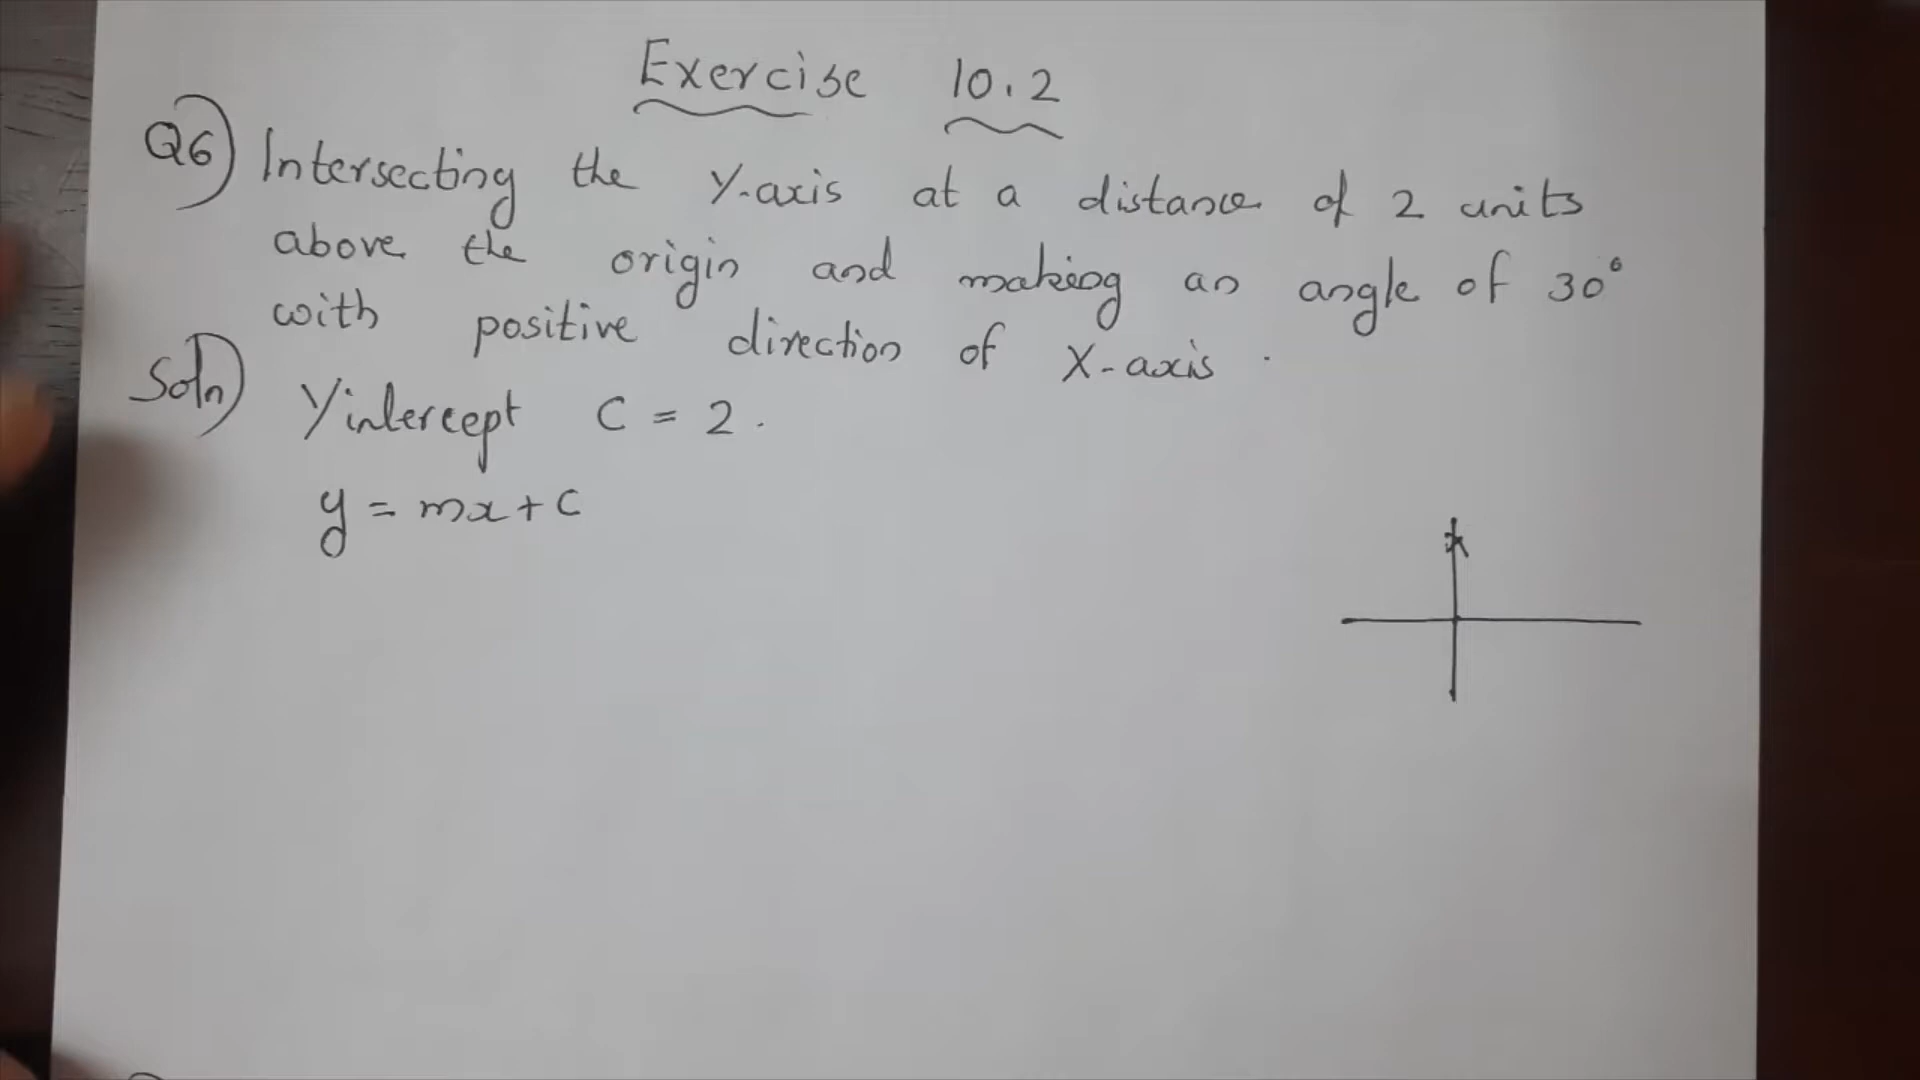 Exercise 10.2
Q6) Intersecting the Y-axis at a distance of 2 units
above the origin and making an angle of 30°
with positive direction of X-axis.
Soln) Y intercept C = 2.
y = mx + c